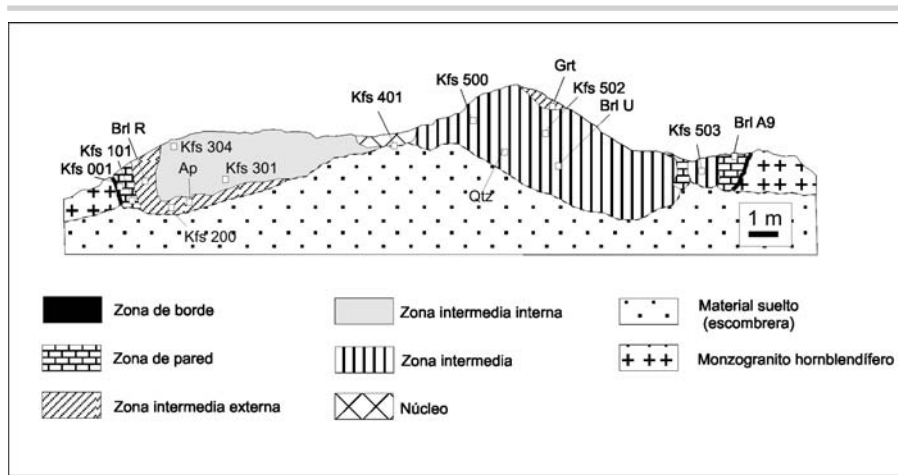 Grt
Kfs 500
Kfs 502
Kfs 401
Brl U
Brl R
Kfs 304
Kfs 503
Brl A9
Kfs 101
Kfs 001
Ap
Kfs 301
Qtz
Kfs 200
1 m
Zona de borde
Zona intermedia interna
Material suelto
(escombrera)
Zona de pared
Zona intermedia
Monzogranito hornblendífero
Zona intermedia externa
Núcleo